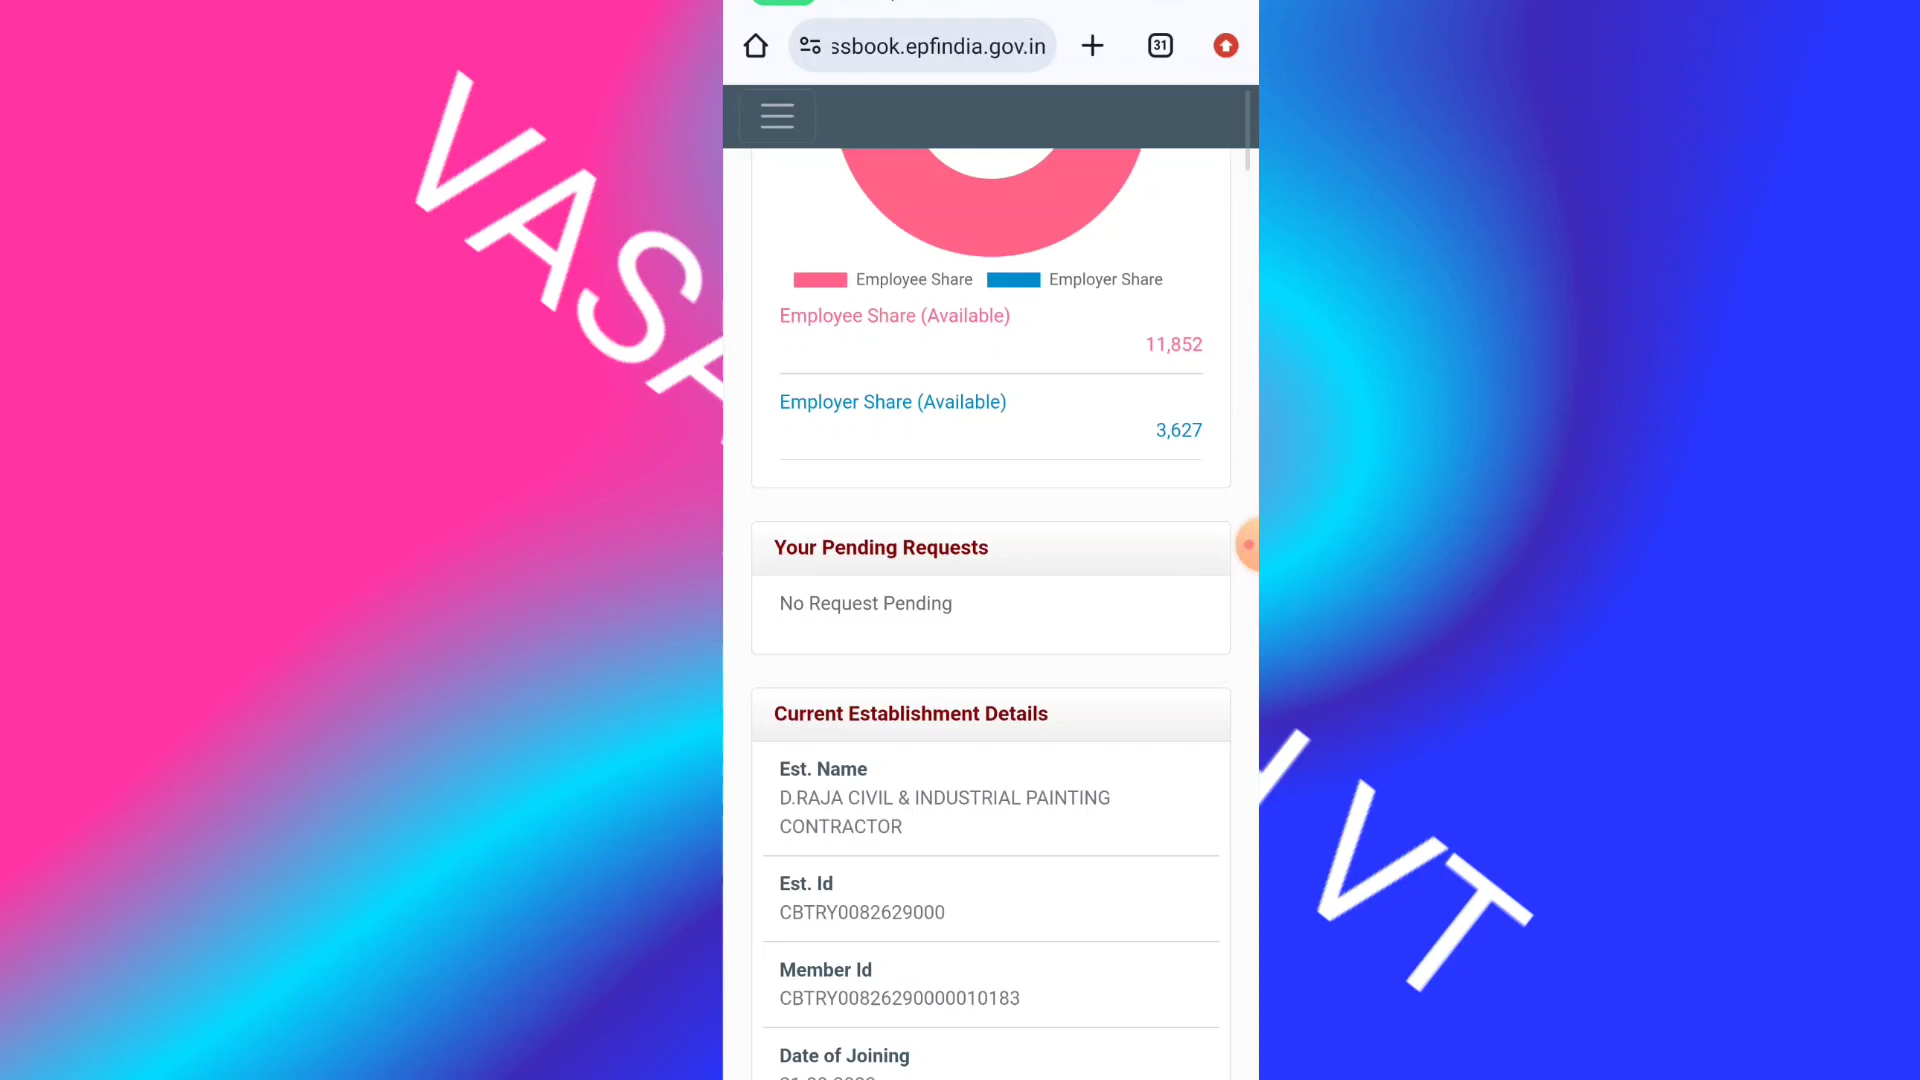 ssbook.epfindia.gov.in
31
Employee Share
Employer Share
Employee Share (Available)
11,852
Employer Share (Available)
3,627
Your Pending Requests
No Request Pending
Current Establishment Details
Est. Name
D.RAJA CIVIL & INDUSTRIAL PAINTING
CONTRACTOR
Est. Id
CBTRY0082629000
Member Id
CBTRY00826290000010183
Date of Joining
VASA
VT